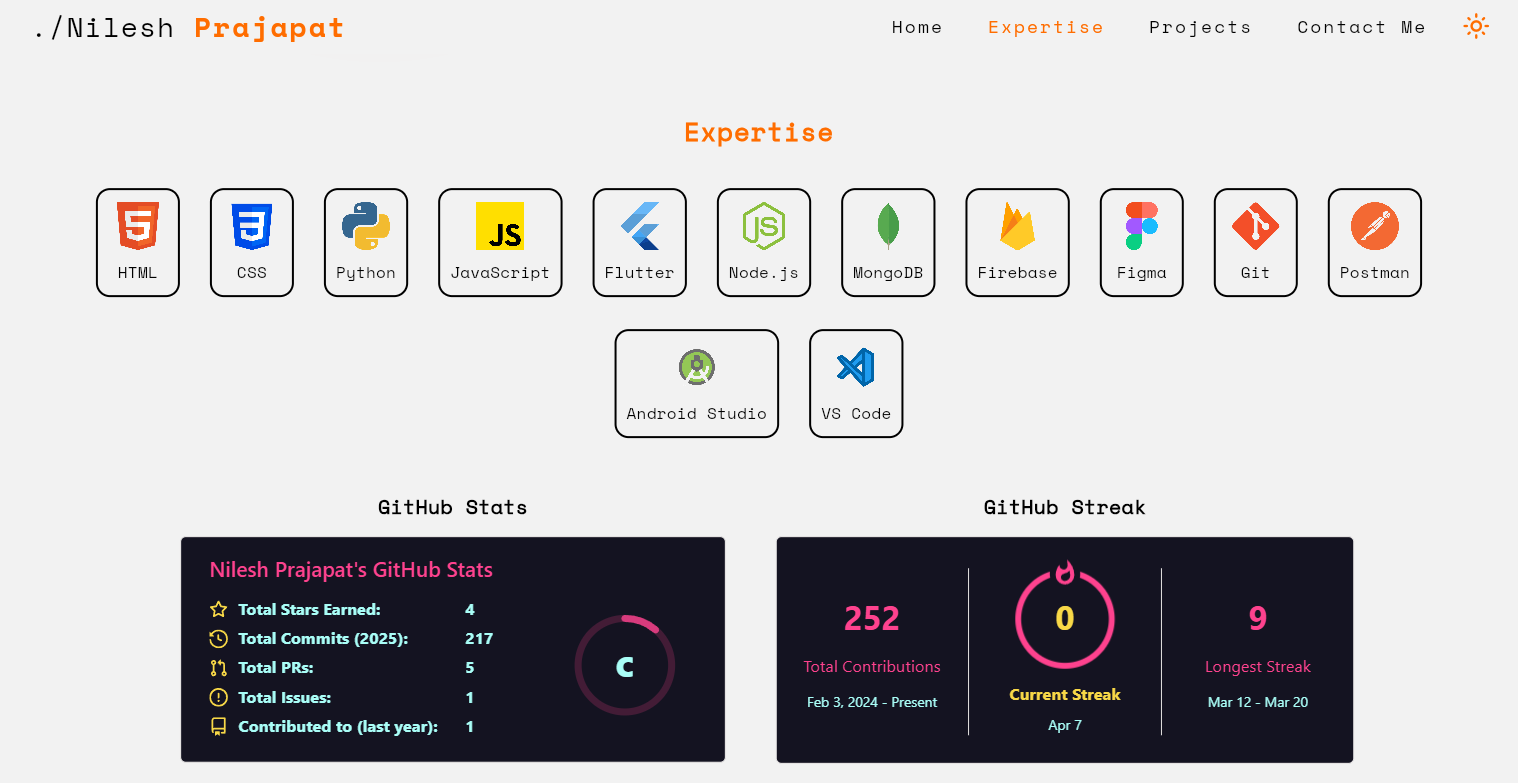 ./Nilesh Prajapat
Home Expertise Projects Contact Me
Expertise
HTML CSS Python JavaScript Flutter Node.js MongoDB Firebase Figma Git Postman
Android Studio VS Code
GitHub Stats
Nilesh Prajapat's GitHub Stats
Total Stars Earned: 4
Total Commits (2025): 217
Total PRs: 5
Total Issues: 1
Contributed to (last year): 1
C
GitHub Streak
252
Total Contributions
Feb 3, 2024 - Present
0
Current Streak
Apr 7
9
Longest Streak
Mar 12 - Mar 20